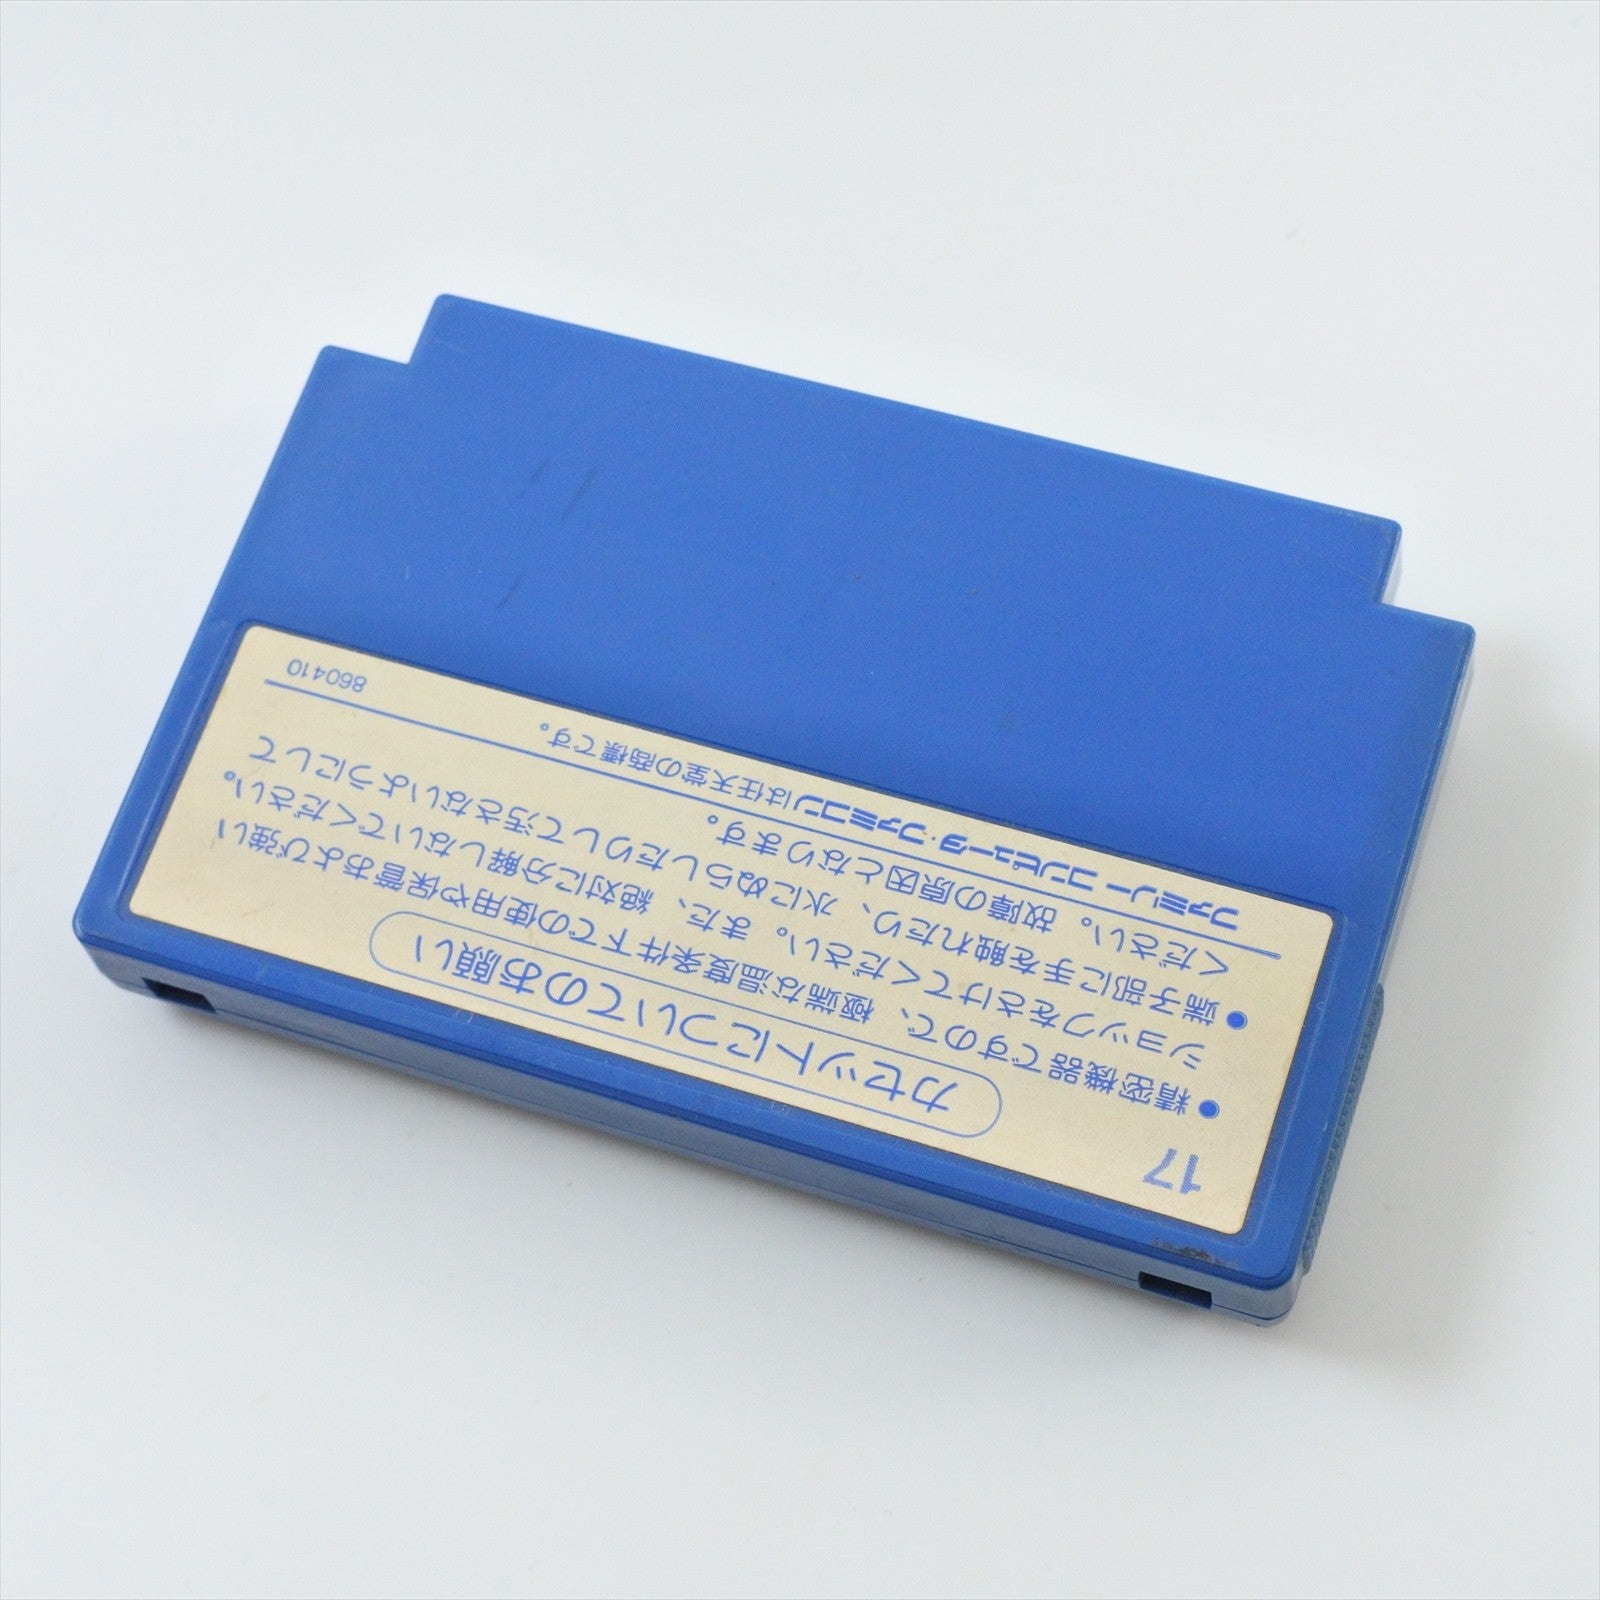 17
カセットについてのお願い
●精密機器ですので、極端な温度条件下での使用や保管および強い
ショックをさけてください。また、絶対に分解しないでください。
●端子部に手を触れたり、水にぬらしたりして汚さないようにして
ください。故障の原因となります。
ファミリー コンピュータ・ファミコンは任天堂の商標です。
860410